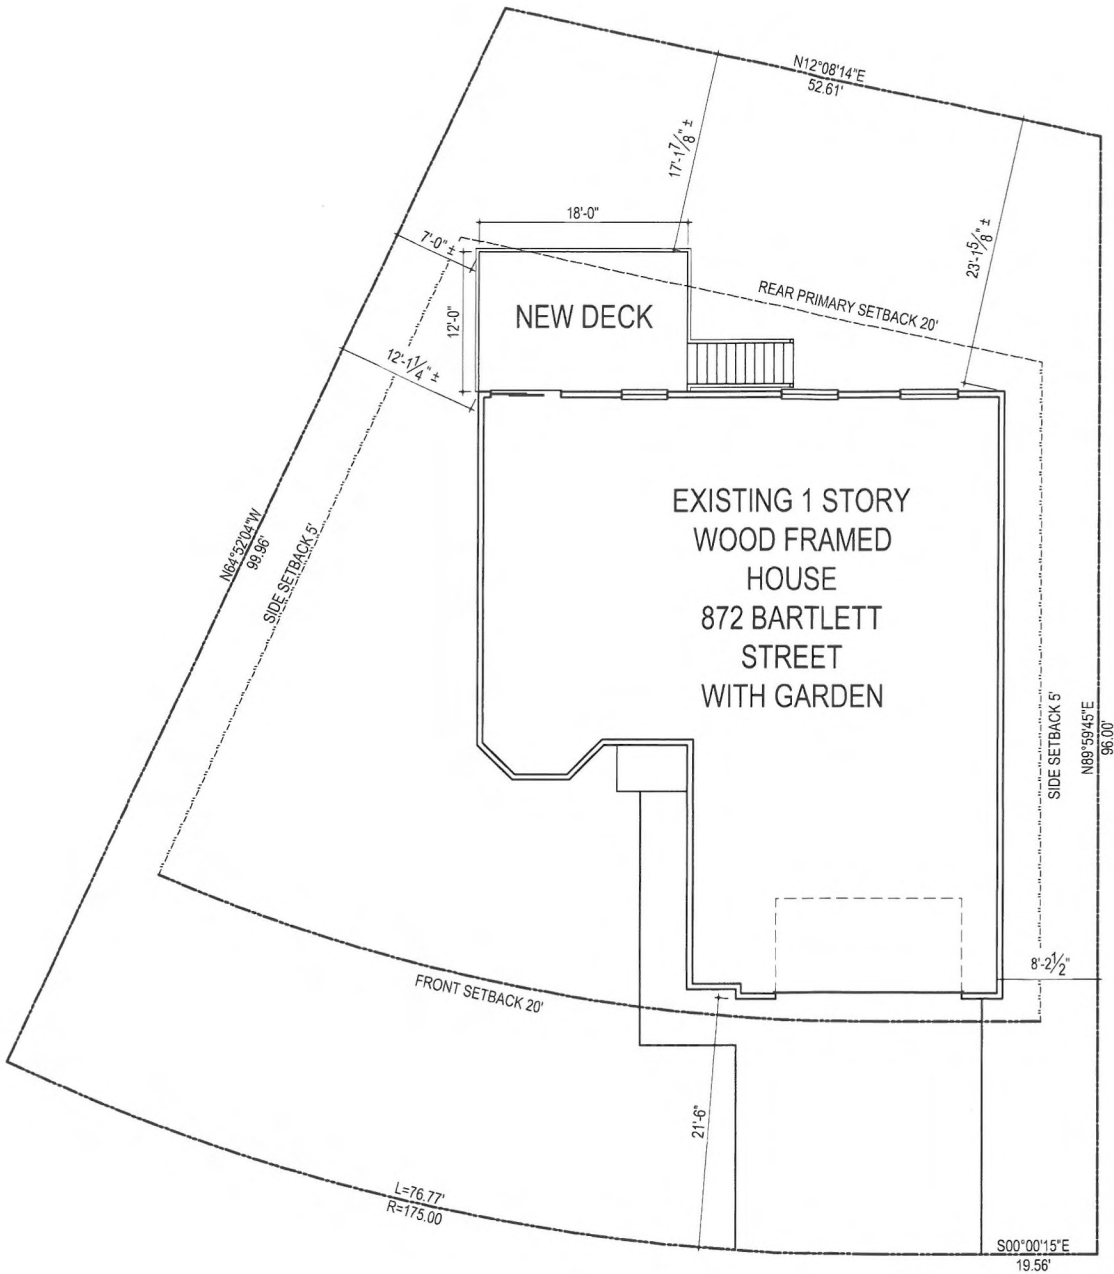 N12°08'14"E
52.61'
17'-1 7/8" ±
18'-0"
7'-0" ±
23'-1 5/8" ±
REAR PRIMARY SETBACK 20'
NEW DECK
12'-0"
12'-1 1/4" ±
EXISTING 1 STORY
WOOD FRAMED
HOUSE
872 BARTLETT
STREET
WITH GARDEN
N64°52'04"W
99.96'
SIDE SETBACK 5'
SIDE SETBACK 5'
N89°59'45"E
96.00'
8'-2 1/2"
FRONT SETBACK 20'
21'-6"
L=76.77'
R=175.00
S00°00'15"E
19.56'